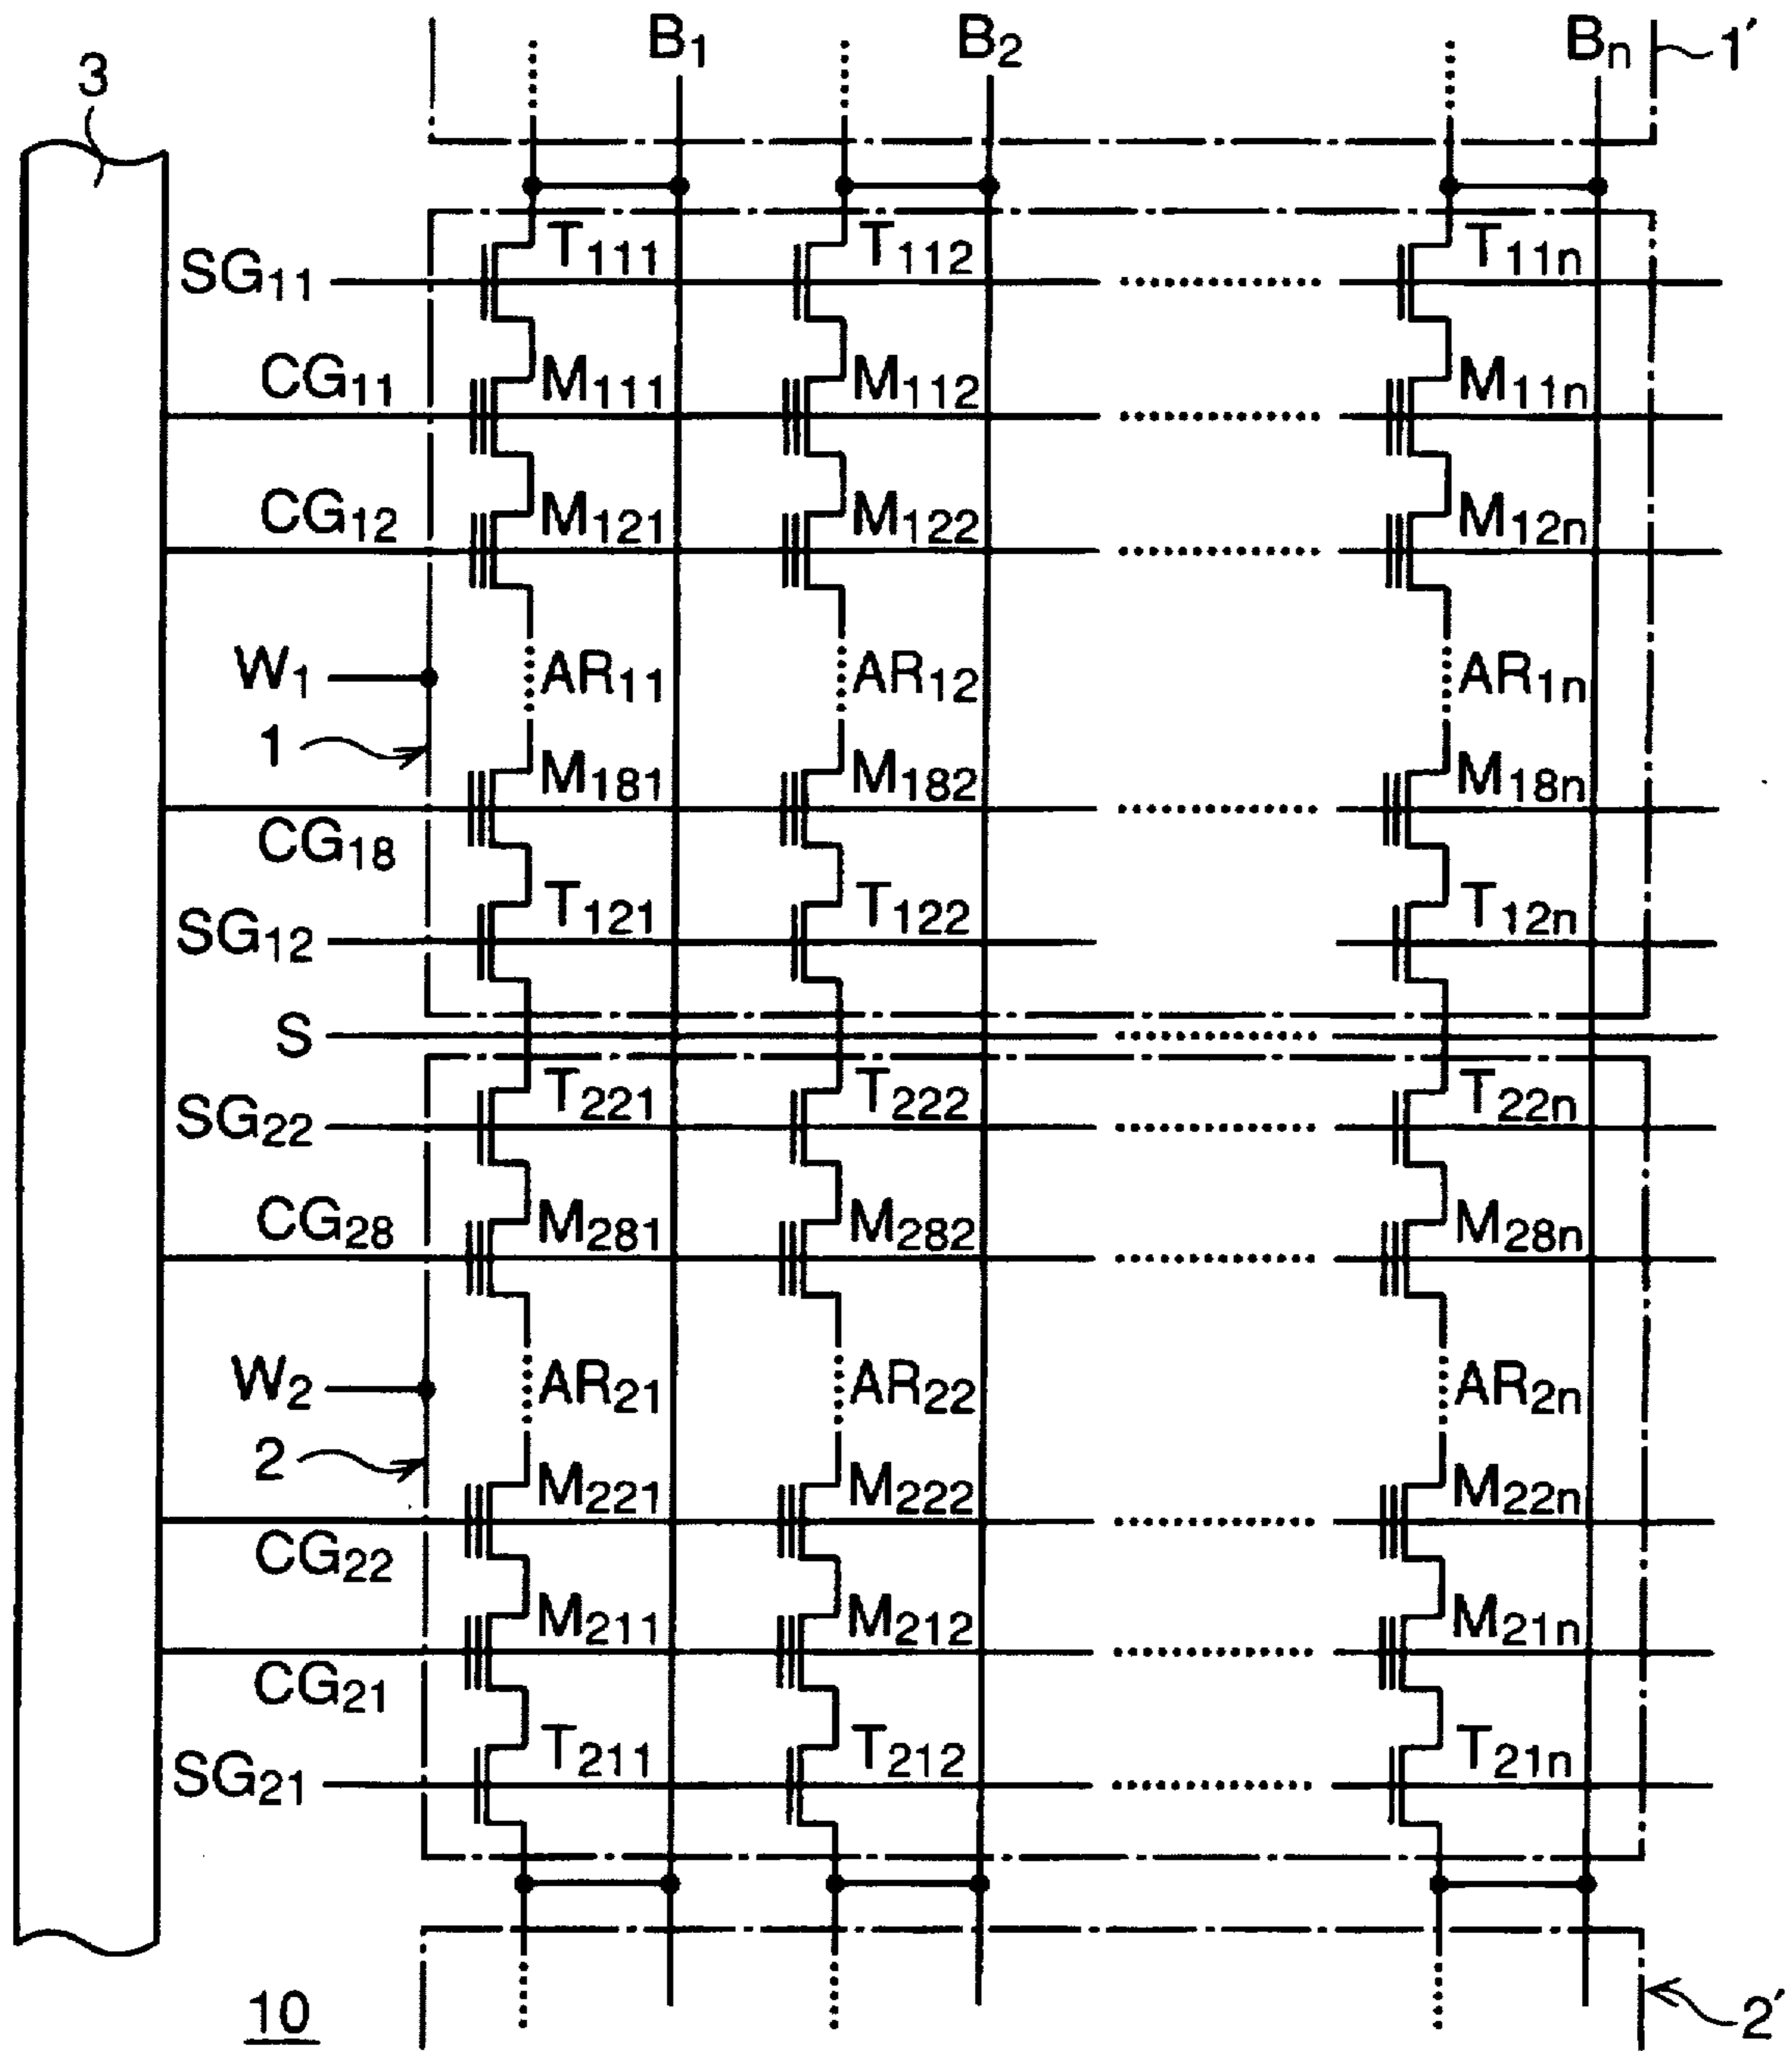 B1 B2 Bn 1′
3
SG11 T111 T112 T11n
CG11 M111 M112 M11n
CG12 M121 M122 M12n
W1 AR11 AR12 AR1n
1
M181 M182 M18n
CG18
T121 T122 T12n
SG12
S
T221 T222 T22n
SG22
CG28 M281 M282 M28n
W2 AR21 AR22 AR2n
2
M221 M222 M22n
CG22
M211 M212 M21n
CG21
T211 T212 T21n
SG21
10 2′